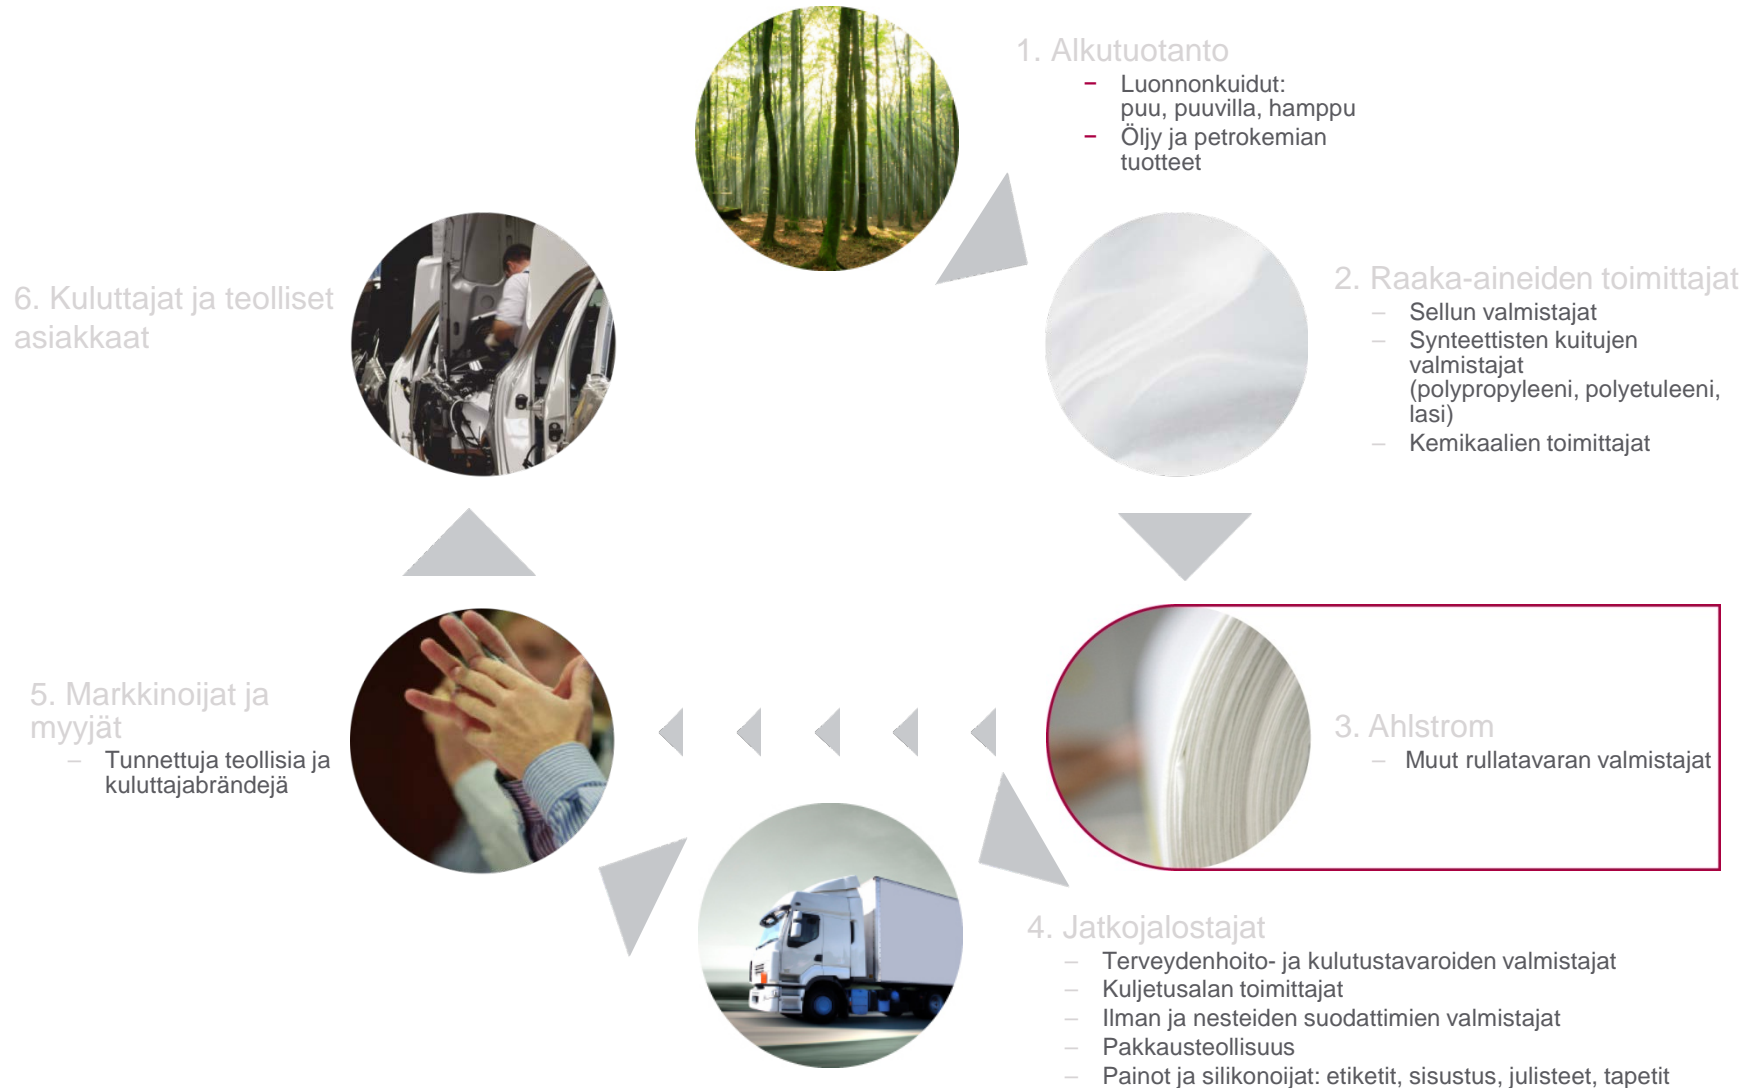 1. Alkutuotanto
− Luonnonkuidut:
puu, puuvilla, hamppu
− Öljy ja petrokemian
tuotteet
2. Raaka-aineiden toimittajat
– Sellun valmistajat
– Synteettisten kuitujen
valmistajat
(polypropyleeni, polyetuleeni,
lasi)
– Kemikaalien toimittajat
3. Ahlstrom
– Muut rullatavaran valmistajat
4. Jatkojalostajat
– Terveydenhoito- ja kulutustavaroiden valmistajat
– Kuljetusalan toimittajat
– Ilman ja nesteiden suodattimien valmistajat
– Pakkausteollisuus
– Painot ja silikonoijat: etiketit, sisustus, julisteet, tapetit
5. Markkinoijat ja
myyjät
– Tunnettuja teollisia ja
kuluttajabrändejä
6. Kuluttajat ja teolliset
asiakkaat